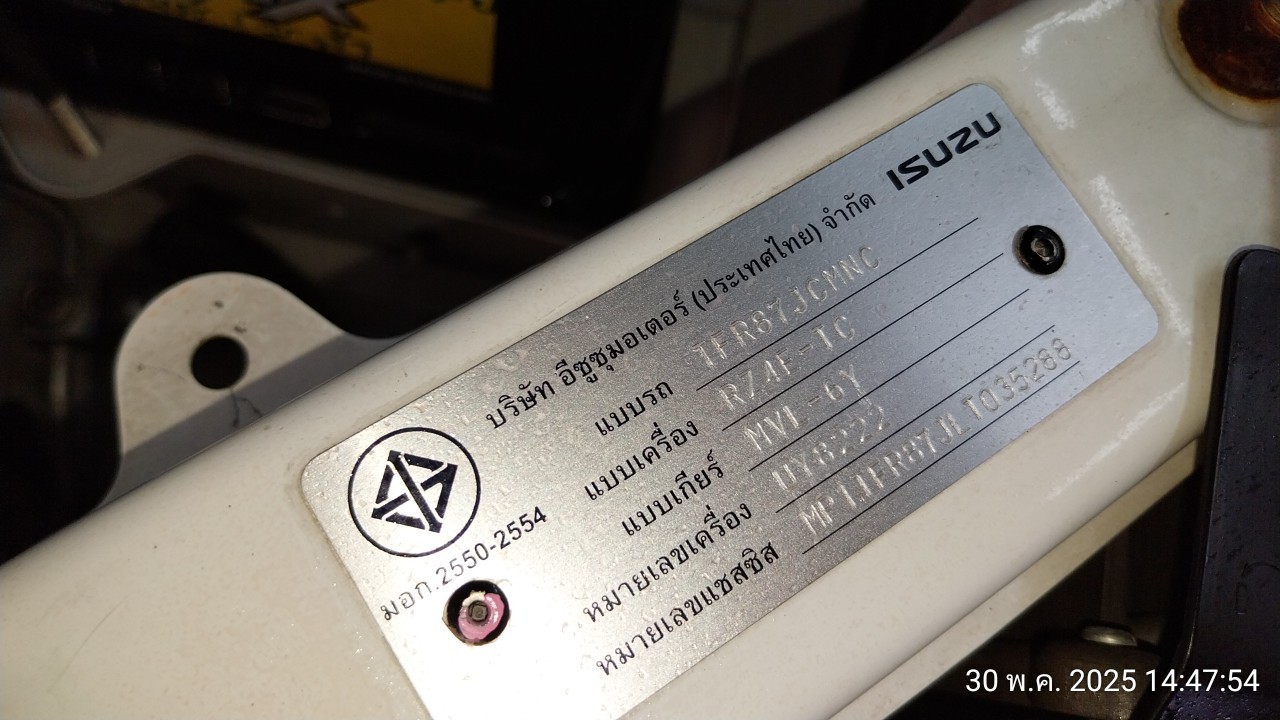 ISUZU
บริษัท อีซูซุมอเตอร์ (ประเทศไทย) จำกัด
แบบรถ TFR87JCMNC
แบบเครื่อง RZ4E-TC
แบบเกียร์ MVL-6Y
หมายเลขเครื่อง UY8222
หมายเลขแชสซิส MP1TFR87JLT035288
มอก.2550-2554
30 พ.ค. 2025 14:47:54